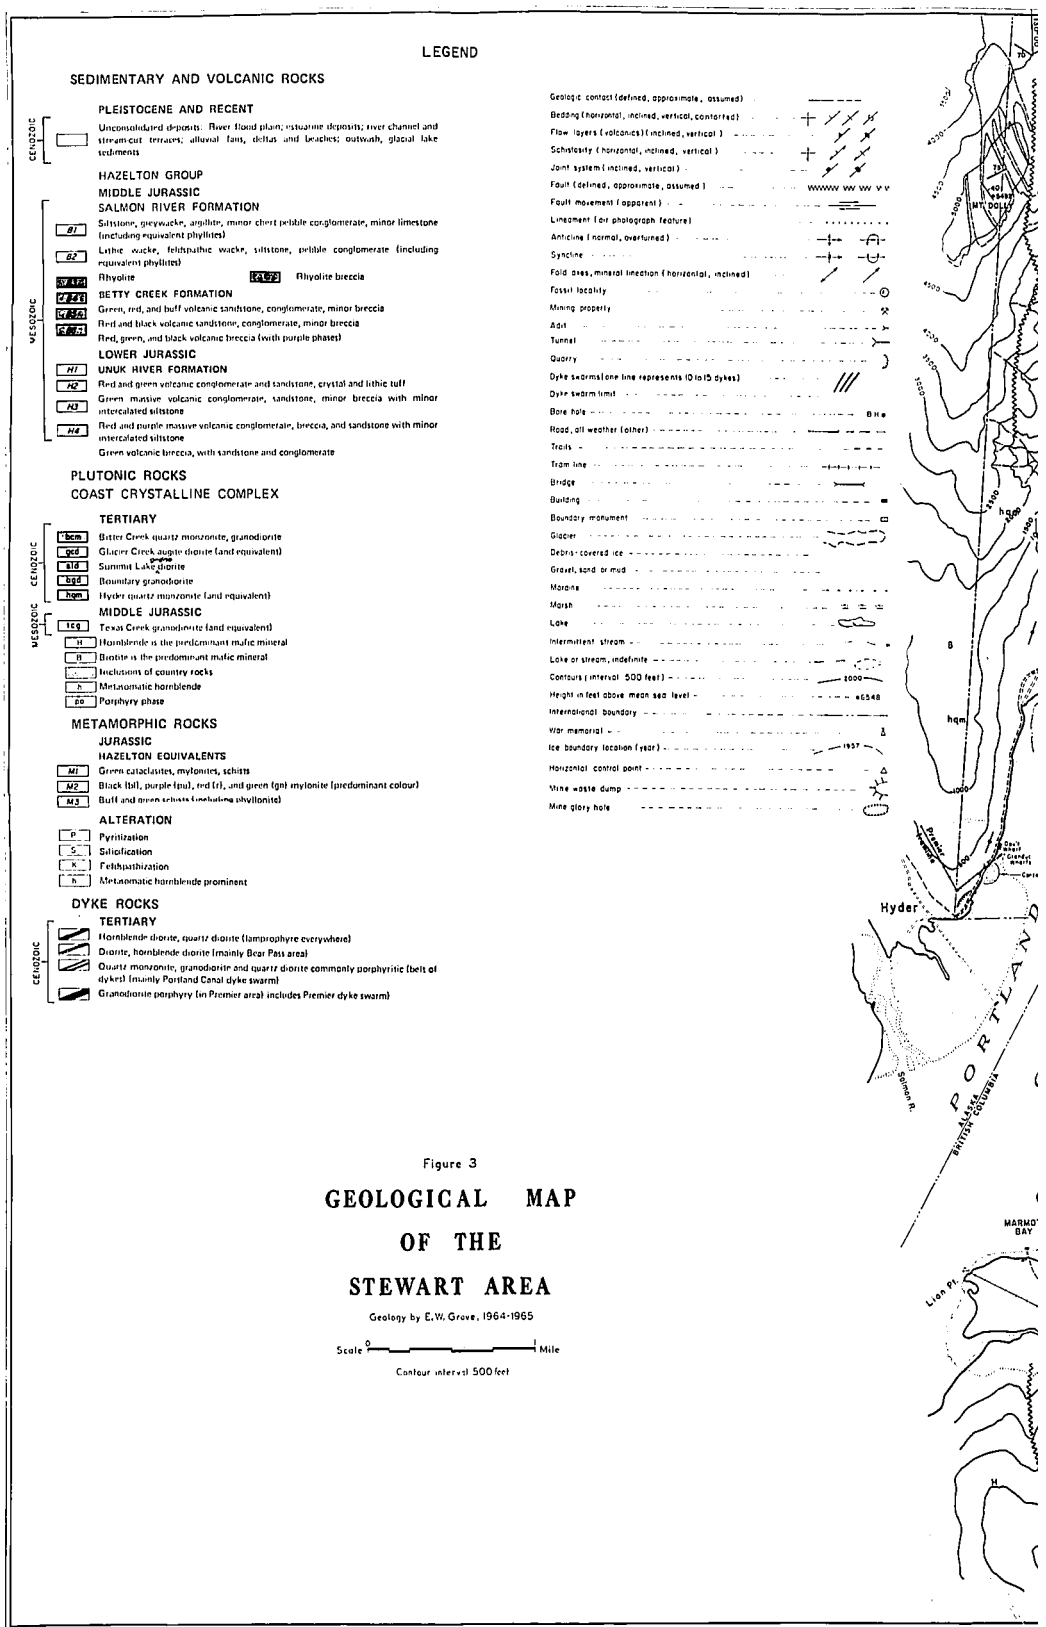 LEGEND
SEDIMENTARY AND VOLCANIC ROCKS
CENOZOIC
PLEISTOCENE AND RECENT
Unconsolidated deposits: River flood plain; estuarine deposits; river channel and
stream-cut terraces; alluvial fans, deltas and beaches; outwash, glacial lake
sediments
HAZELTON GROUP
MESOZOIC
MIDDLE JURASSIC
SALMON RIVER FORMATION
B1 Siltstone, greywacke, argillite, minor chert pebble conglomerate, minor limestone
(including equivalent phyllites)
B2 Lithic wacke, feldspathic wacke, siltstone, pebble conglomerate (including
equivalent phyllites)
Rhyolite
Rhyolite breccia
BETTY CREEK FORMATION
Green, red, and buff volcanic sandstone, conglomerate, minor breccia
Red and black volcanic sandstone, conglomerate, minor breccia
Red, green, and black volcanic breccia (with purple phases)
LOWER JURASSIC
H1 UNUK RIVER FORMATION
H2 Red and green volcanic conglomerate and sandstone, crystal and lithic tuff
H3 Green massive volcanic conglomerate, sandstone, minor breccia with minor
intercalated siltstone
H4 Red and purple massive volcanic conglomerate, breccia, and sandstone with minor
intercalated siltstone
Green volcanic breccia, with sandstone and conglomerate
PLUTONIC ROCKS
COAST CRYSTALLINE COMPLEX
CENOZOIC
TERTIARY
bcm Bitter Creek quartz monzonite, granodiorite
gcd Glacier Creek augite diorite (and equivalent)
sld Summit Lake diorite
bgd Boundary granodiorite
hqm Hyder quartz monzonite (and equivalent)
MESOZOIC
MIDDLE JURASSIC
tcg Texas Creek granodiorite (and equivalent)
H Hornblende is the predominant mafic mineral
B Biotite is the predominant mafic mineral
Inclusions of country rocks
h Metasomatic hornblende
po Porphyry phase
METAMORPHIC ROCKS
JURASSIC
HAZELTON EQUIVALENTS
M1 Green cataclasites, mylonites, schists
M2 Black (bl), purple (pu), red (r), and green (gn) mylonite (predominant colour)
M3 Buff and green schists (including phyllonite)
ALTERATION
P Pyritization
S Silicification
K Feldspathization
h Metasomatic hornblende prominent
DYKE ROCKS
CENOZOIC
TERTIARY
Hornblende diorite, quartz diorite (lamprophyre everywhere)
Diorite, hornblende diorite (mainly Bear Pass area)
Quartz monzonite, granodiorite and quartz diorite commonly porphyritic (belt of
dykes) (mainly Portland Canal dyke swarm)
Granodiorite porphyry (in Premier area) includes Premier dyke swarm)
Geologic contact (defined, approximate, assumed)
Bedding (horizontal, inclined, vertical, contorted)
Flow layers (volcanics) (inclined, vertical)
Schistosity (horizontal, inclined, vertical)
Joint system (inclined, vertical)
Fault (defined, approximate, assumed)
Fault movement (apparent)
Lineament (air photograph feature)
Anticline (normal, overturned)
Syncline
Fold axes, mineral lineation (horizontal, inclined)
Fossil locality
Mining property
Adit
Tunnel
Quarry
Dyke swarms (one line represents 10 to 15 dykes)
Dyke swarm limit
Bore hole BH
Road, all weather (other)
Trails
Tram line
Bridge
Building
Boundary monument
Glacier
Debris-covered ice
Gravel, sand or mud
Moraine
Marsh
Lake
Intermittent stream
Lake or stream, indefinite
Contours (interval 500 feet) 2000
Height in feet above mean sea level 6548
International boundary
War memorial
Ice boundary location (year) 1957
Horizontal control point
Mine waste dump
Mine glory hole
70
4000
4500
5000
75
40
MT. DOLLY
4500
4000
3500
3000
2500
2000
1500
hqm
B
hqm
1000
500
Premier
Hyder
PORTLAND
Salmon R.
ALASKA
BRITISH COLUMBIA
BAY
Lion Pt.
H
Figure 3
GEOLOGICAL MAP
OF THE
STEWART AREA
Geology by E.W. Grove, 1964-1965
Scale 0 1 Mile
Contour interval 500 feet